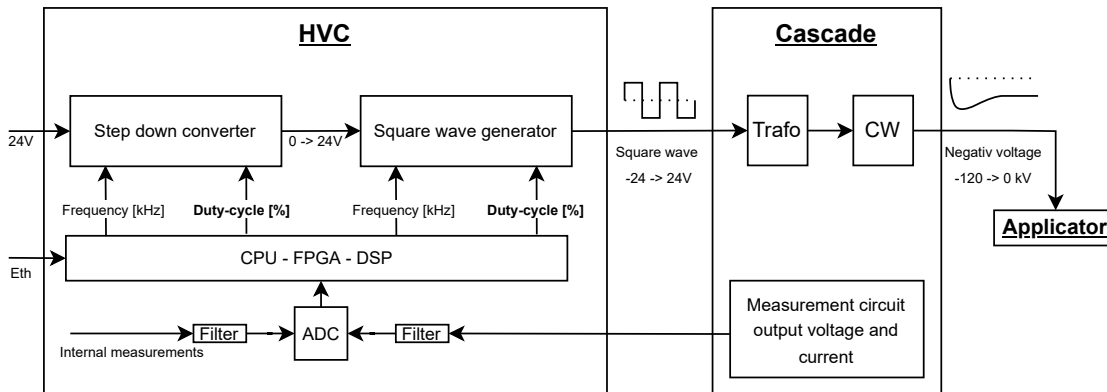 HVC
Cascade
Step down converter
Square wave generator
Trafo
CW
24V
0 -> 24V
Square wave
-24 -> 24V
Negativ voltage
-120 -> 0 kV
Frequency [kHz]
Duty-cycle [%]
Frequency [kHz]
Duty-cycle [%]
Applicator
CPU - FPGA - DSP
Eth
Measurement circuit
output voltage and
current
Filter
ADC
Filter
Internal measurements